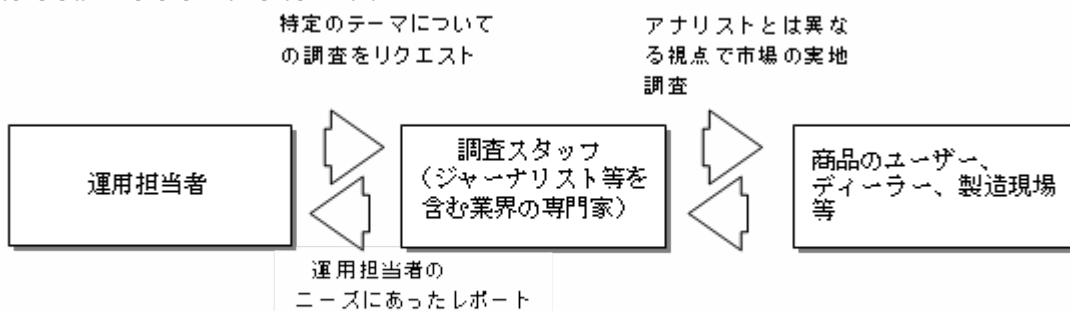 特定のテーマについて
の調査をリクエスト
アナリストとは異な
る視点で市場の実地
調査
運用担当者
調査スタッフ
（ジャーナリスト等を
含む業界の専門家）
商品のユーザー、
ディーラー、製造現場
等
運用担当者の
ニーズにあったレポート